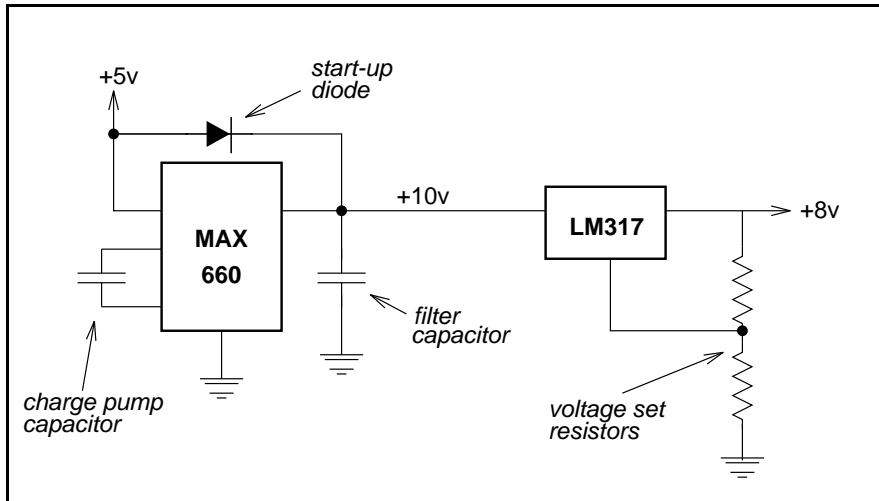 +5v
start-up
diode
MAX
660
+10v
LM317
+8v
charge pump
capacitor
filter
capacitor
voltage set
resistors